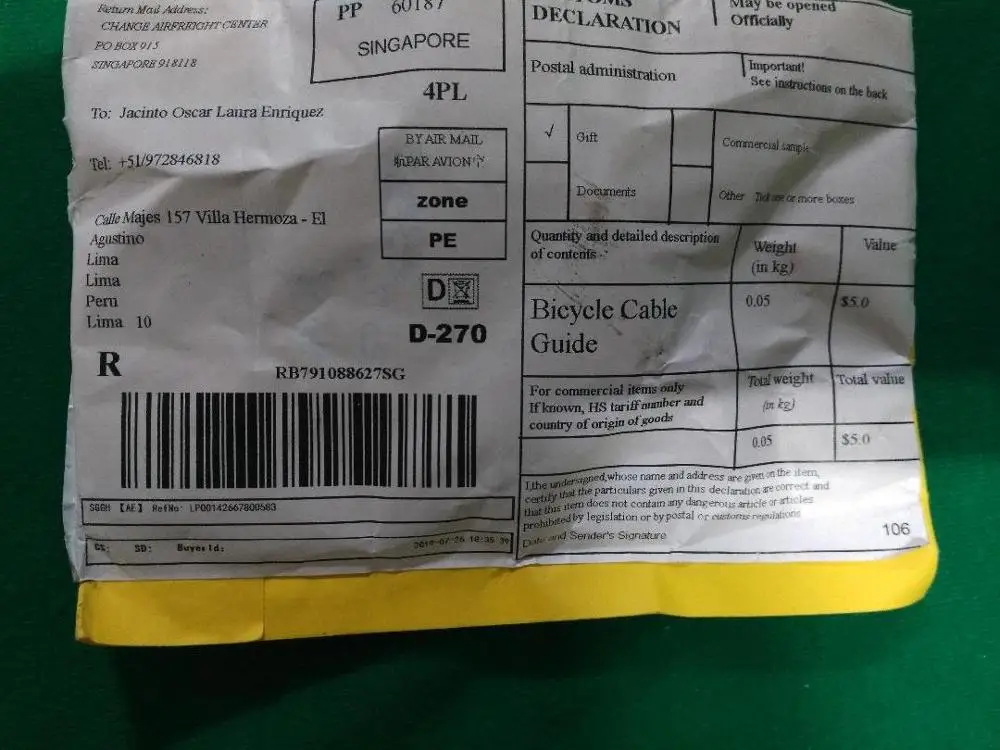 Return Mail Address:
CHANGE AIRFREIGHT CENTER
PO BOX 915
SINGAPORE 918118
PP 60187
SINGAPORE
4PL
To: Jacinto Oscar Laura Enriquez
Tel: +51/972846818
BY AIR MAIL
PAR AVION
zone
PE
Calle Majes 157 Villa Hermoza - El
Agustino
Lima
Lima
Peru
Lima 10
D
D-270
R
RB791088627SG
SGGH [AE] RefNo: LP00142667800583
GS: SD: Buyer Id:
DECLARATION
May be opened
Officially
Postal administration
Important!
See instructions on the back
√ Gift
Commercial sample
Documents
Other Tick one or more boxes
Quantity and detailed description
of contents
Weight
(in kg)
Value
Bicycle Cable
Guide
0.05
$5.0
For commercial items only
If known, HS tariff number and
country of origin of goods
Total weight
(in kg)
Total value
0.05
$5.0
I,the undersigned,whose name and address are given on the item,
certify that the particulars given in this declaration are correct and
that this item does not contain any dangerous article or articles
prohibited by legislation or by postal or customs regulations
Date and Sender's Signature
106